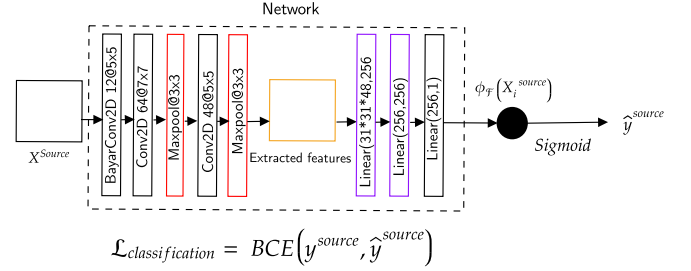 Network
X^Source
BayarConv2D 12@5x5
Conv2D 64@7x7
Maxpool@3x3
Conv2D 48@5x5
Maxpool@3x3
Extracted features
Linear(31*31*48,256
Linear(256,256)
Linear(256,1)
ϕ_ℱ(X_i^source)
Sigmoid
ŷ^source
𝓛_classification = BCE(y^source, ŷ^source)